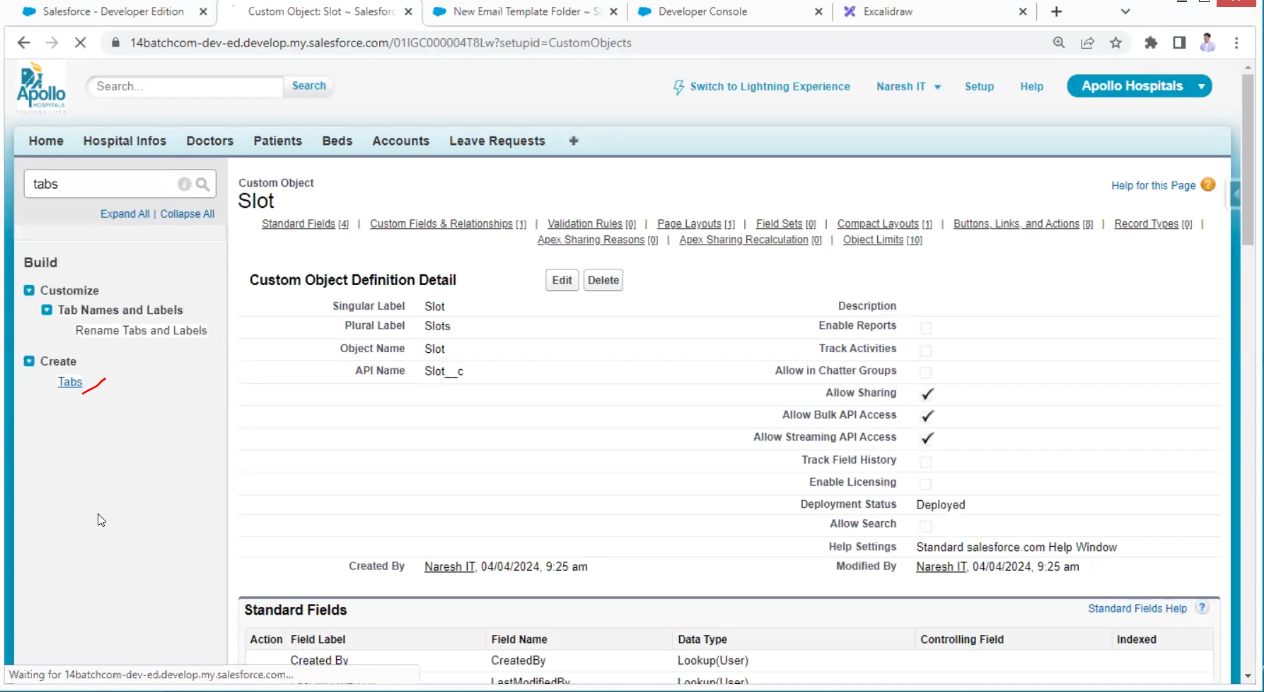 Salesforce - Developer Edition
Custom Object: Slot ~ Salesforc
New Email Template Folder ~ S
Developer Console
Excalidraw
14batchcom-dev-ed.develop.my.salesforce.com/01IGC000004T8Lw?setupid=CustomObjects
Apollo
HOSPITALS
Search...
Search
Switch to Lightning Experience
Naresh IT
Setup
Help
Apollo Hospitals
Home
Hospital Infos
Doctors
Patients
Beds
Accounts
Leave Requests
tabs
Expand All | Collapse All
Build
Customize
Tab Names and Labels
Rename Tabs and Labels
Create
Tabs
Custom Object
Slot
Help for this Page
Standard Fields [4] | Custom Fields & Relationships [1] | Validation Rules [0] | Page Layouts [1] | Field Sets [0] | Compact Layouts [1] | Buttons, Links, and Actions [8] | Record Types [0] |
Apex Sharing Reasons [0] | Apex Sharing Recalculation [0] | Object Limits [10]
Custom Object Definition Detail
Edit
Delete
Singular Label Slot Description
Plural Label Slots Enable Reports
Object Name Slot Track Activities
API Name Slot__c Allow in Chatter Groups
Allow Sharing
Allow Bulk API Access
Allow Streaming API Access
Track Field History
Enable Licensing
Deployment Status Deployed
Allow Search
Help Settings Standard salesforce.com Help Window
Created By Naresh IT, 04/04/2024, 9:25 am Modified By Naresh IT, 04/04/2024, 9:25 am
Standard Fields
Standard Fields Help ?
Action Field Label Field Name Data Type Controlling Field Indexed
Created By CreatedBy Lookup(User)
LastModifiedBy Lookup(User)
Waiting for 14batchcom-dev-ed.develop.my.salesforce.com...